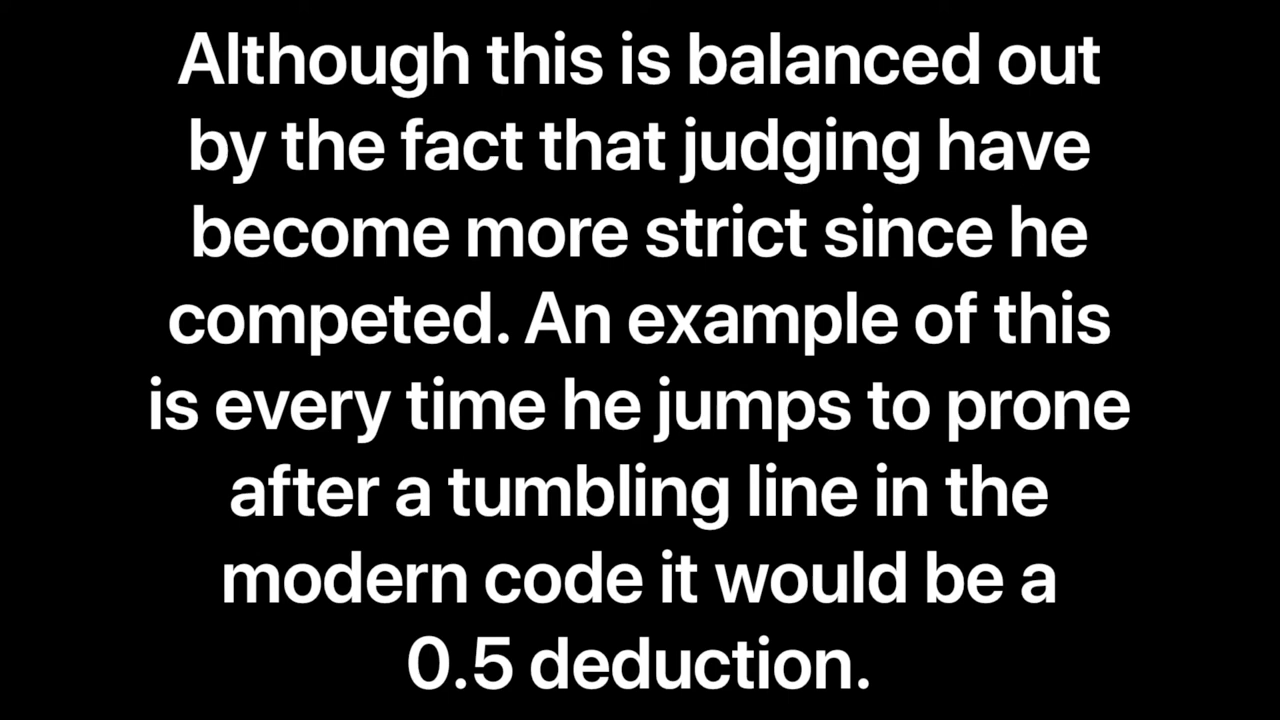 Although this is balanced out
by the fact that judging have
become more strict since he
competed. An example of this
is every time he jumps to prone
after a tumbling line in the
modern code it would be a
0.5 deduction.